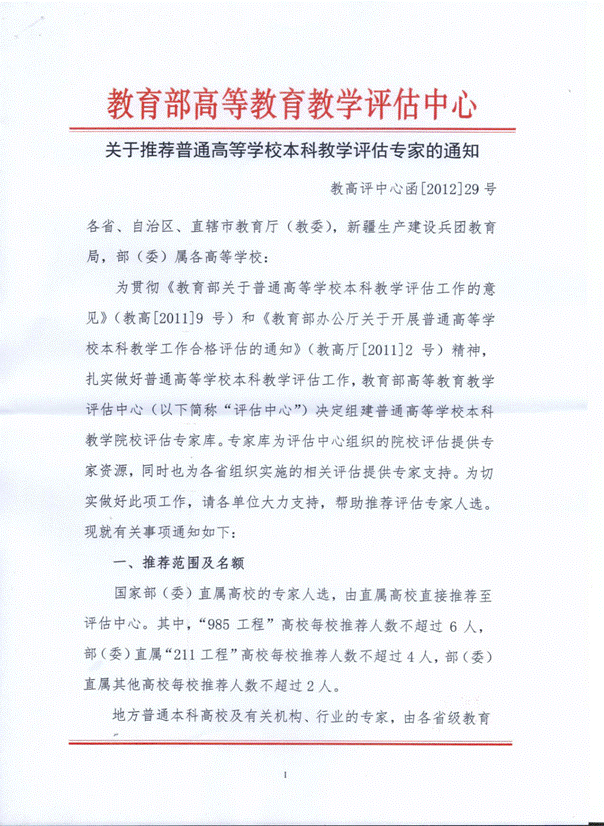 教育部高等教育教学评估中心
关于推荐普通高等学校本科教学评估专家的通知
教高评中心函[2012]29 号
各省、自治区、直辖市教育厅（教委），新疆生产建设兵团教育
局，部（委）属各高等学校：
为贯彻《教育部关于普通高等学校本科教学评估工作的意
见》（教高[2011]9 号）和《教育部办公厅关于开展普通高等学
校本科教学工作合格评估的通知》（教高厅[2011]2 号）精神，
扎实做好普通高等学校本科教学评估工作，教育部高等教育教学
评估中心（以下简称“评估中心”）决定组建普通高等学校本科
教学院校评估专家库。专家库为评估中心组织的院校评估提供专
家资源，同时也为各省组织实施的相关评估提供专家支持。为切
实做好此项工作，请各单位大力支持，帮助推荐评估专家人选。
现就有关事项通知如下：
一、推荐范围及名额
国家部（委）直属高校的专家人选，由直属高校直接推荐至
评估中心。其中，“985 工程”高校每校推荐人数不超过 6 人，
部（委）直属“211 工程”高校每校推荐人数不超过 4 人，部（委）
直属其他高校每校推荐人数不超过 2 人。
地方普通本科高校及有关机构、行业的专家，由各省级教育
1